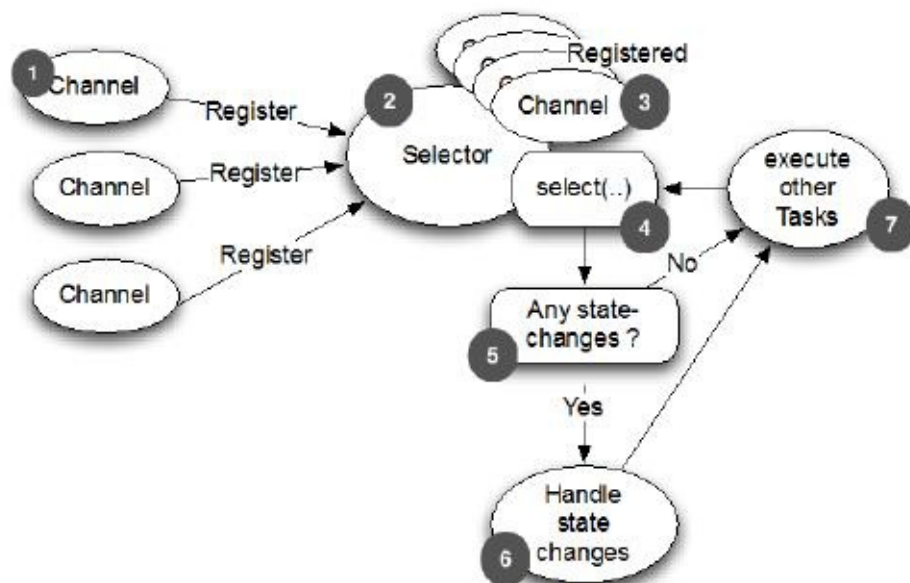 1
Channel
Register
Channel
Register
Channel
Register
2
Selector
Registered
Channel
3
select(..)
4
Any state-
changes ?
5
No
Yes
Handle
state
changes
6
execute
other
Tasks
7